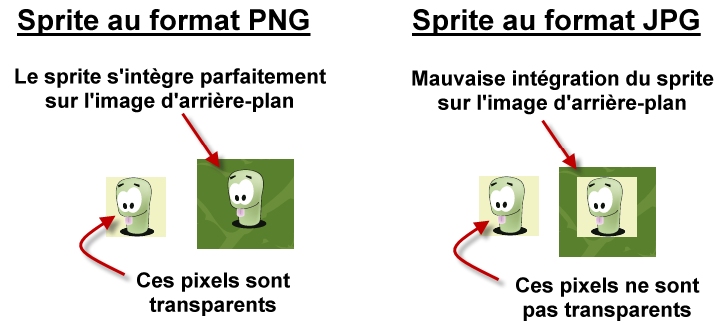 Sprite au format PNG
Le sprite s'intègre parfaitement
sur l'image d'arrière-plan
Ces pixels sont
transparents
Sprite au format JPG
Mauvaise intégration du sprite
sur l'image d'arrière-plan
Ces pixels ne sont
pas transparents